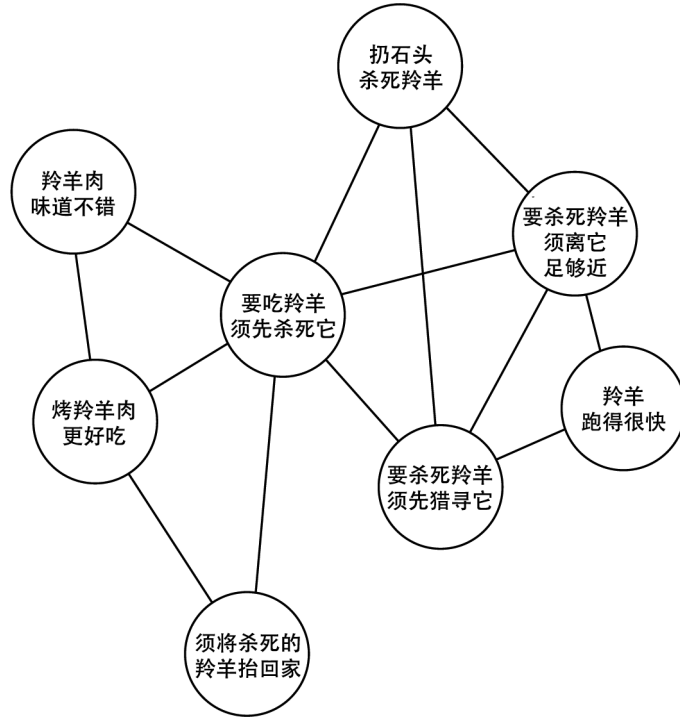 扔石头
杀死羚羊
羚羊肉
味道不错
要杀死羚羊
须离它
足够近
要吃羚羊
须先杀死它
烤羚羊肉
更好吃
羚羊
跑得很快
要杀死羚羊
须先猎寻它
须将杀死的
羚羊抬回家